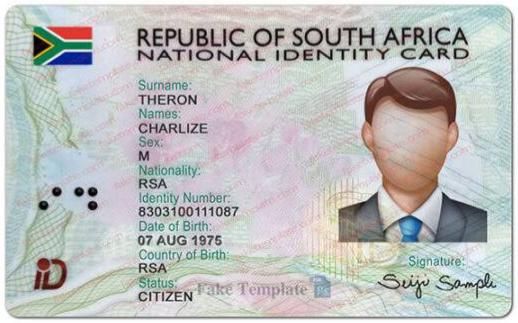 REPUBLIC OF SOUTH AFRICA
NATIONAL IDENTITY CARD
Surname:
THERON
Names:
CHARLIZE
Sex:
M
Nationality:
RSA
Identity Number:
8303100111087
Date of Birth:
07 AUG 1975
Country of Birth:
RSA
Status:
CITIZEN
Fake Template
Signature:
Seiji Sample
iD